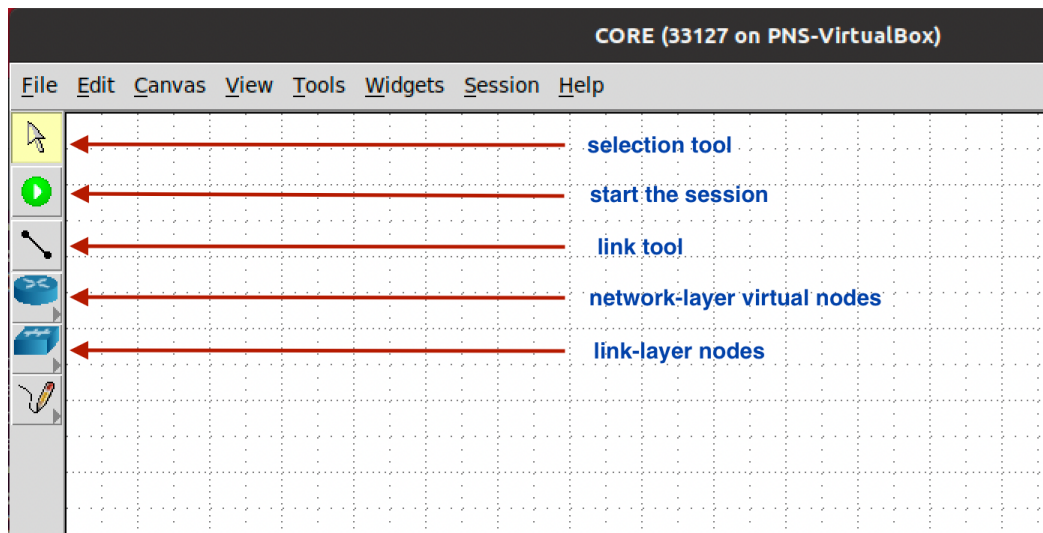 CORE (33127 on PNS-VirtualBox)
File Edit Canvas View Tools Widgets Session Help
selection tool
start the session
link tool
network-layer virtual nodes
link-layer nodes